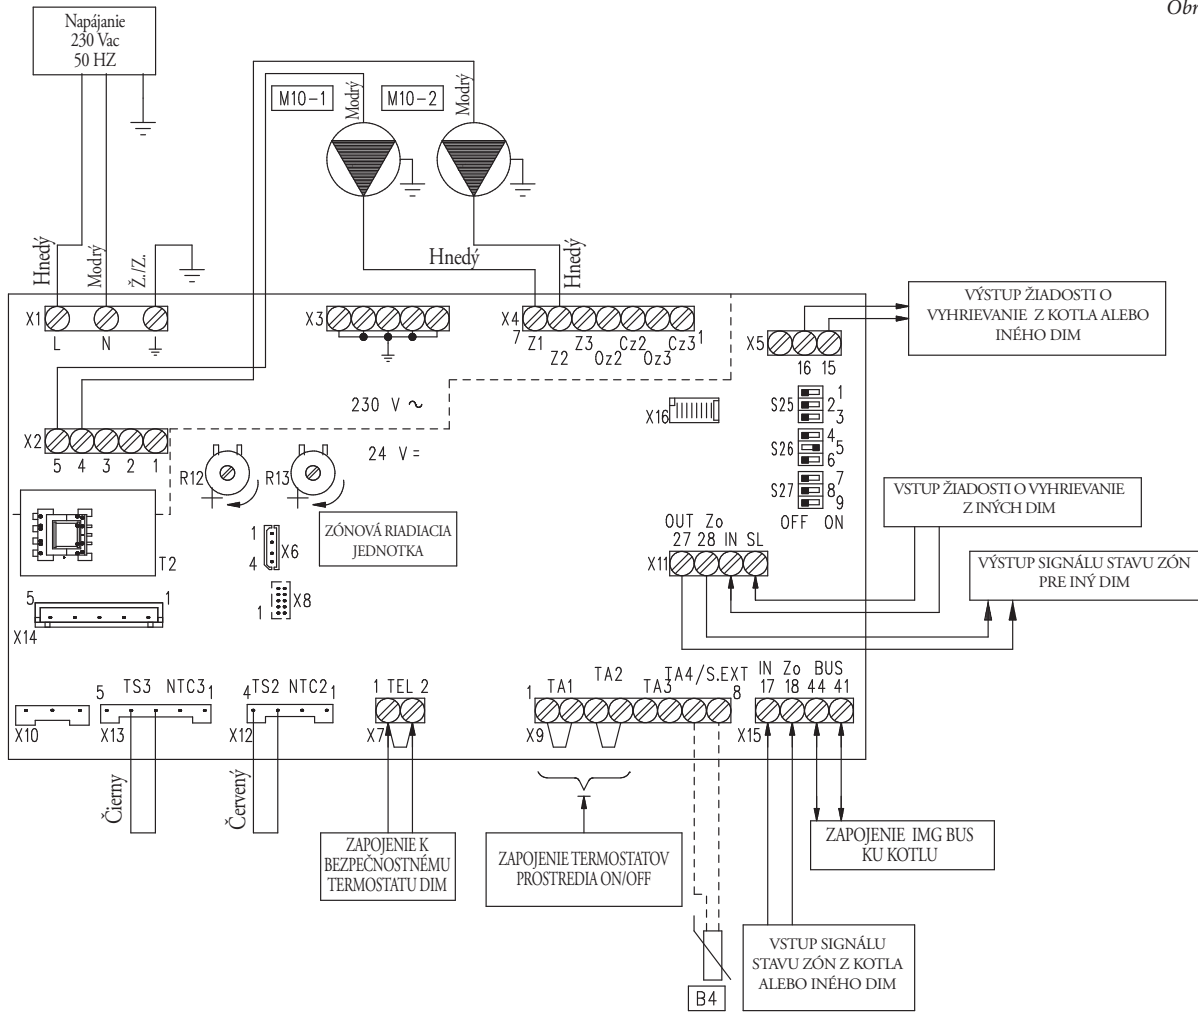 Obr
Napájanie
230 Vac
50 HZ
M10-1
Modrý
M10-2
Modrý
Hnedý
Modrý
Ž./Z.
Hnedý
Hnedý
X1
L N
X3
X4
7 Z1 Z3 Cz2 Cz3 1
Z2 Oz2 Oz3
X5
16 15
VÝSTUP ŽIADOSTI O
VYHRIEVANIE Z KOTLA ALEBO
INÉHO DIM
230 V ~
24 V =
X16
S25
1
2
3
S26
4
5
6
S27
7
8
9
OFF ON
X2
5 4 3 2 1
R12
R13
ZÓNOVÁ RIADIACIA
JEDNOTKA
T2
1
4
X6
1
X8
5 1
X14
OUT Zo
27 28 IN SL
X11
VSTUP ŽIADOSTI O VYHRIEVANIE
Z INÝCH DIM
VÝSTUP SIGNÁLU STAVU ZÓN
PRE INÝ DIM
X10
5 TS3 NTC3 1
X13
4 TS2 NTC2 1
X12
1 TEL 2
X7
1 TA1 TA2 TA3 TA4/S.EXT 8
X9
IN Zo BUS
17 18 44 41
X15
Čierny
Červený
ZAPOJENIE K
BEZPEČNOSTNÉMU
TERMOSTATU DIM
ZAPOJENIE TERMOSTATOV
PROSTREDIA ON/OFF
ZAPOJENIE IMG BUS
KU KOTLU
B4
VSTUP SIGNÁLU
STAVU ZÓN Z KOTLA
ALEBO INÉHO DIM